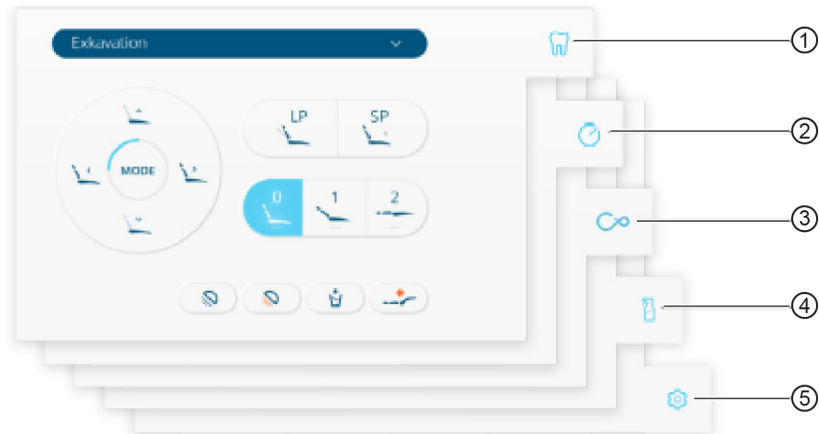 Exkavation
①
LP SP
②
MODE
0 1 2
③
④
⑤